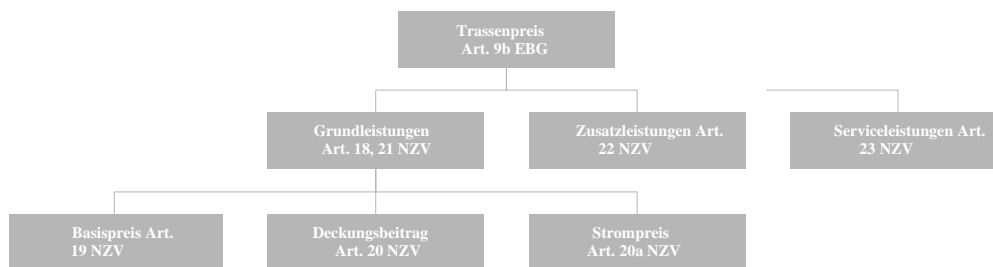 Trassenpreis
Art. 9b EBG
Grundleistungen
Art. 18, 21 NZV
Zusatzleistungen Art.
22 NZV
Serviceleistungen Art.
23 NZV
Basispreis Art.
19 NZV
Deckungsbeitrag
Art. 20 NZV
Strompreis
Art. 20a NZV